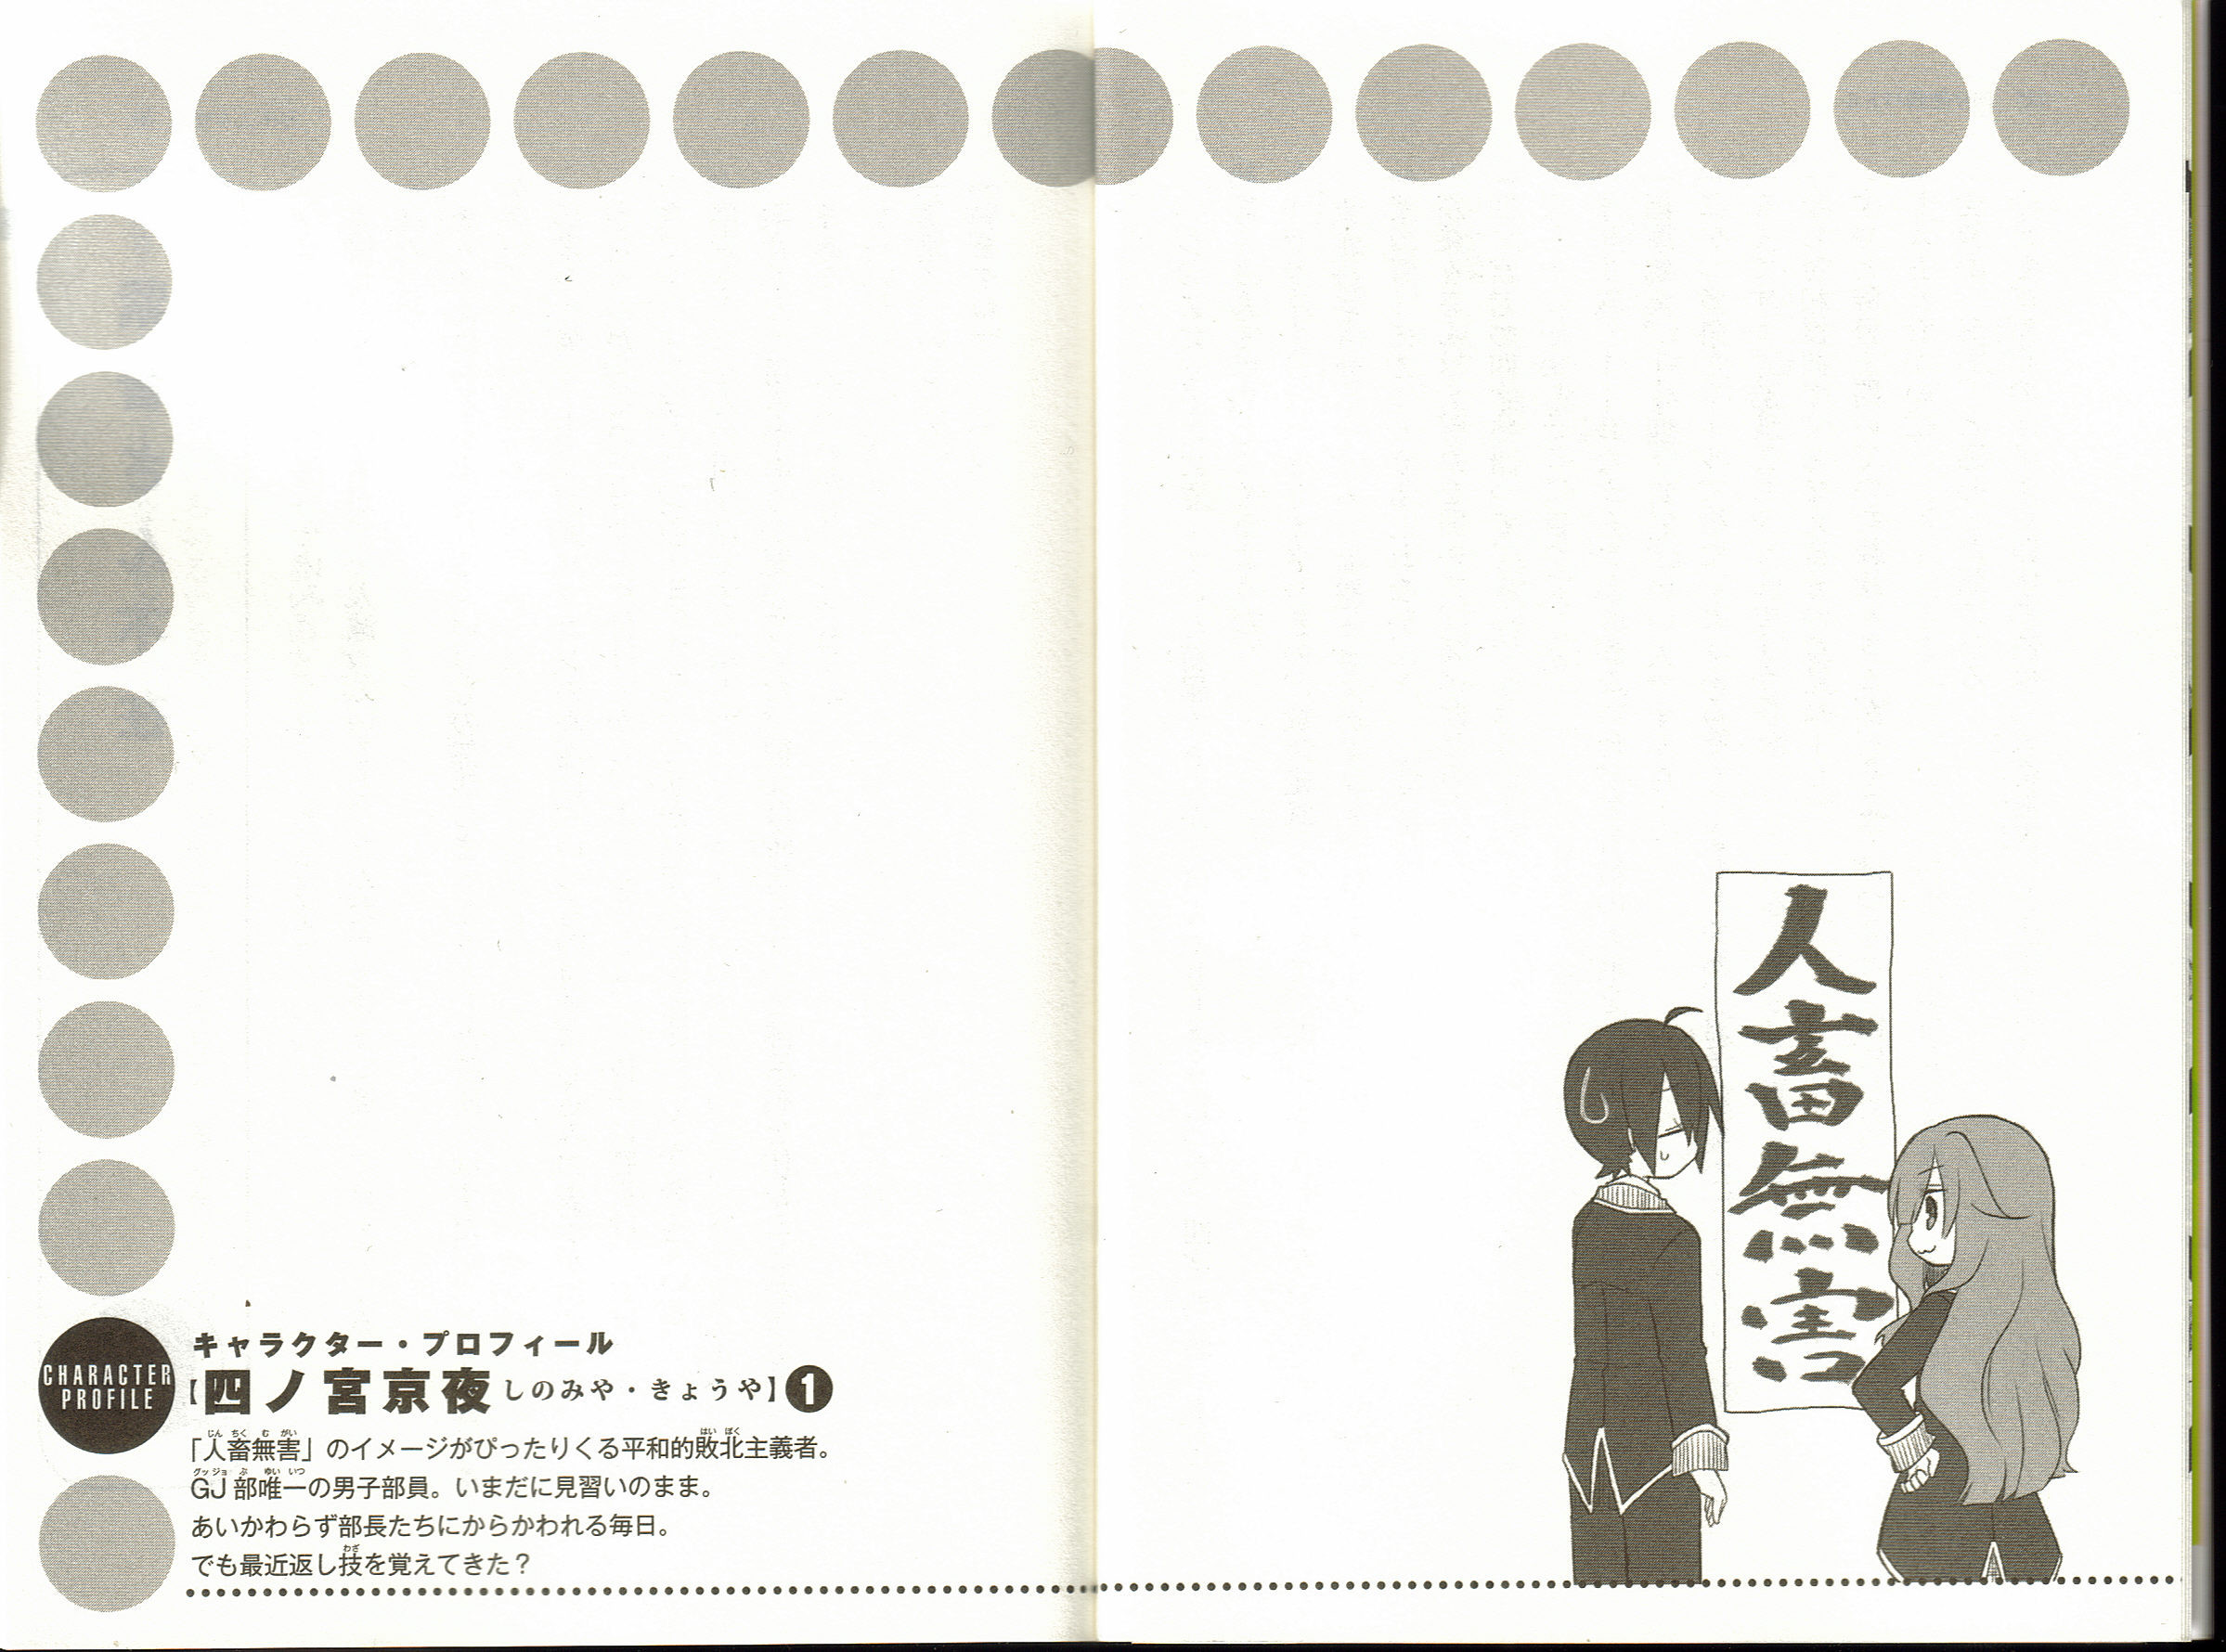 CHARACTER
PROFILE
キャラクター・プロフィール
【四ノ宮京夜 しのみや・きょうや】❶
「人畜無害」のイメージがぴったりくる平和的敗北主義者。
GJ部唯一の男子部員。いまだに見習いのまま。
あいかわらず部長たちにからかわれる毎日。
でも最近返し技を覚えてきた？
人畜無害